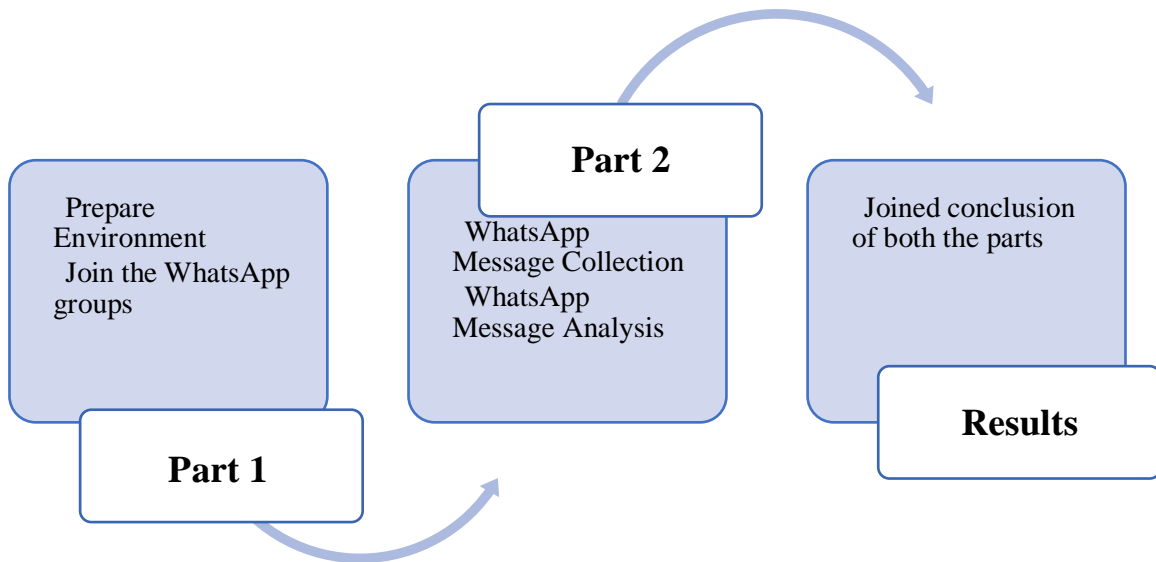 Prepare
Environment
Join the WhatsApp
groups
Part 1
Part 2
WhatsApp
Message Collection
WhatsApp
Message Analysis
Joined conclusion
of both the parts
Results